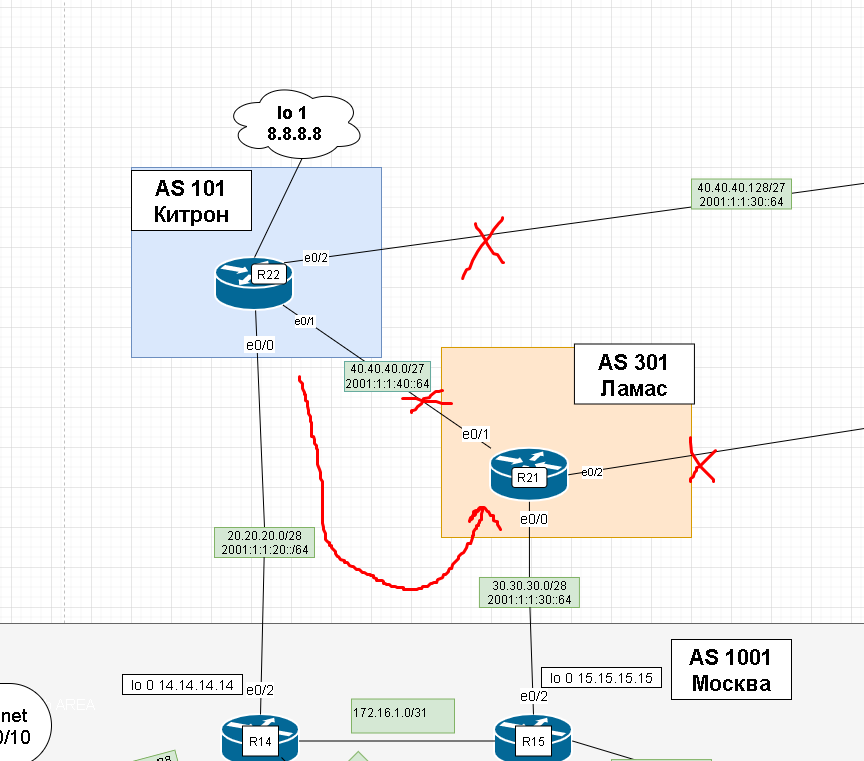 lo 1
8.8.8.8
AS 101
Китрон
40.40.40.128/27
2001:1:1:30::64
e0/2
R22
e0/1
e0/0
40.40.40.0/27
2001:1:1:40::64
AS 301
Ламас
e0/1
R21
e0/2
e0/0
20.20.20.0/28
2001:1:1:20::/64
30.30.30.0/28
2001:1:1:30::64
AS 1001
Москва
lo 0 14.14.14.14
e0/2
lo 0 15.15.15.15
e0/2
AREA
net
0/10
172.16.1.0/31
R14
R15